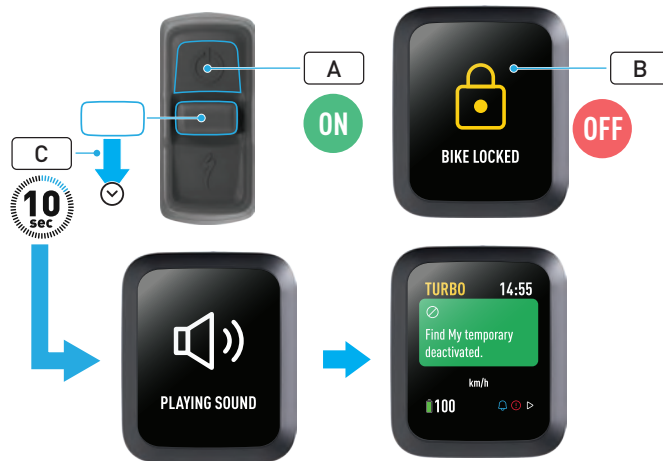 A
B
ON
OFF
BIKE LOCKED
C
10
sec
PLAYING SOUND
TURBO 14:55
Find My temporary
deactivated.
km/h
100